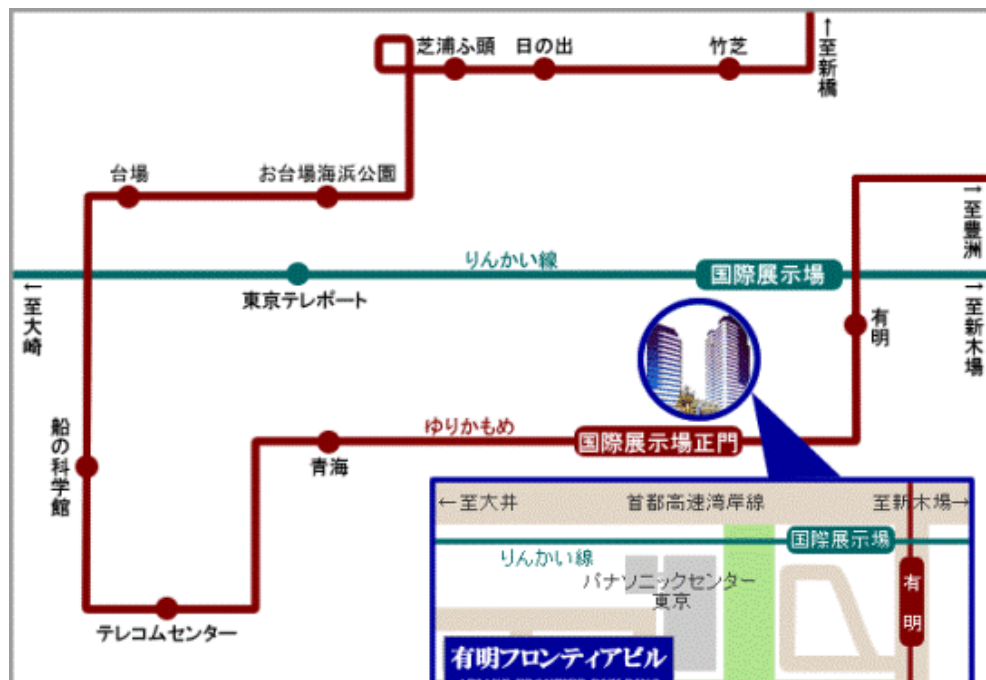 芝浦ふ頭
日の出
竹芝
←至新橋
台場
お台場海浜公園
→至豊洲
りんかい線
国際展示場
←至大崎
東京テレポート
有明
→至新木場
船の科学館
ゆりかもめ
国際展示場正門
青海
←至大井
首都高速湾岸線
至新木場→
国際展示場
りんかい線
パナソニックセンター
東京
有明
テレコムセンター
有明フロンティアビル